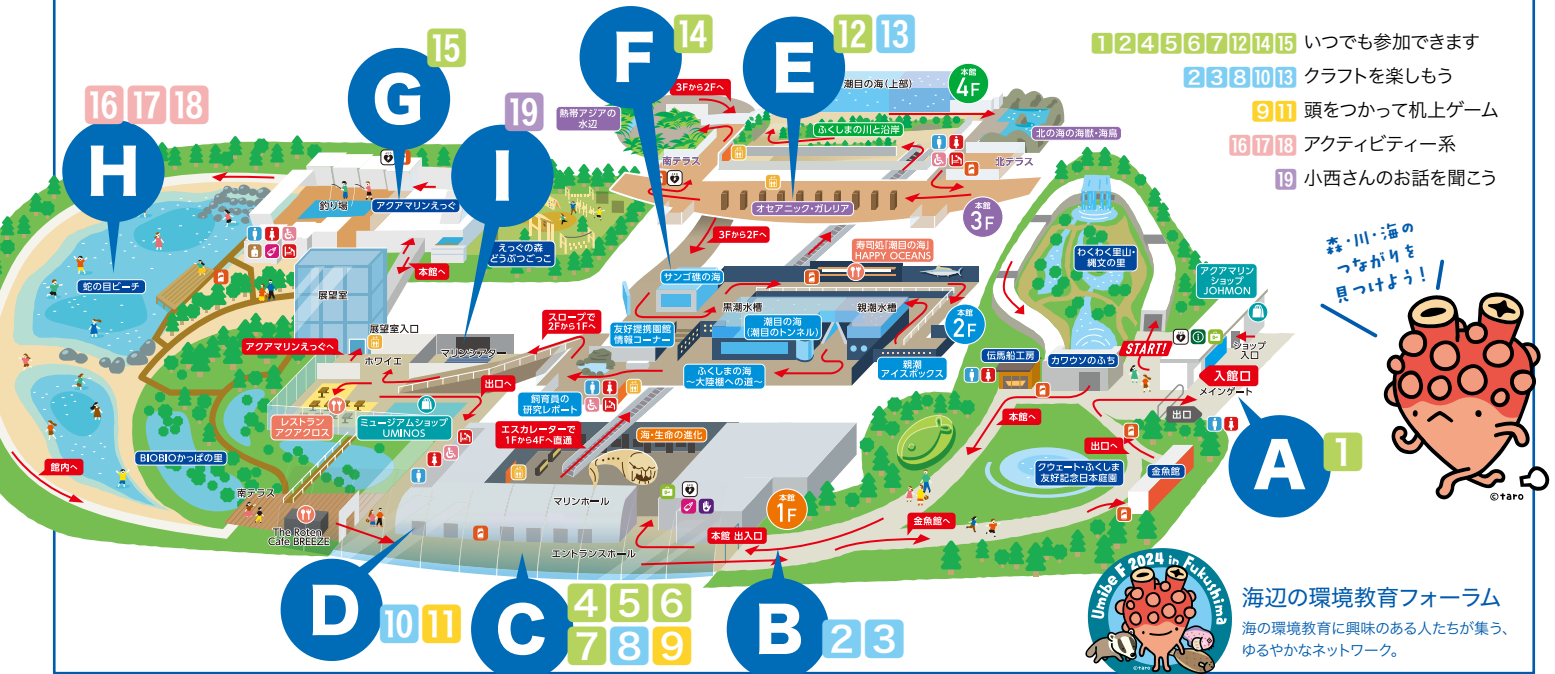 1 2 4 5 6 7 12 14 15 いつでも参加できます
2 3 8 10 13 クラフトを楽しもう
9 11 頭をつかって机上ゲーム
16 17 18 アクティビティー系
19 小西さんのお話を聞こう
森・川・海の
つながりを
見つけよう!
©taro
F
14
E
12 13
G
15
H
16 17 18
I
19
3Fから2Fへ
潮目の海(上部)
本館
4F
熱帯アジアの
水辺
ふくしまの川と沿岸
北の海の海獣・海鳥
南テラス
北テラス
オセアニック・ガレリア
本館
3F
3Fから2Fへ
釣り場
アクアマリンえっぐ
えっぐの森
どうぶつごっこ
本館へ
蛇の目ビーチ
展望室
展望室入口
アクアマリンえっぐへ
ホワイエ
マリンシアター
スロープで
2Fから1Fへ
サンゴ礁の海
寿司処「潮目の海」
HAPPY OCEANS
黒潮水槽
親潮水槽
潮目の海
(潮目のトンネル)
友好提携園館
情報コーナー
本館
2F
親潮
アイスボックス
ふくしまの海
~大陸棚への道~
わくわく里山・
縄文の里
アクアマリン
ショップ
JOHMON
START!
ショップ
入口
伝馬船工房
カワウソのふち
入館口
メインゲート
出口
出口へ
飼育員の
研究レポート
レストラン
アクアクロス
ミュージアムショップ
UMINOS
エスカレーターで
1Fから4Fへ直通
海・生命の進化
本館へ
出口へ
BIOBIOかっぱの里
館内へ
南テラス
The Roten
Cafe BREEZE
マリンホール
エントランスホール
本館
1F
本館 出入口
金魚館へ
クウェート・ふくしま
友好記念日本庭園
金魚館
A
1
D
10 11
C
4 5 6
7 8 9
B
2 3
Umibe F 2024 in Fukushima
©taro
海辺の環境教育フォーラム
海の環境教育に興味のある人たちが集う、
ゆるやかなネットワーク。